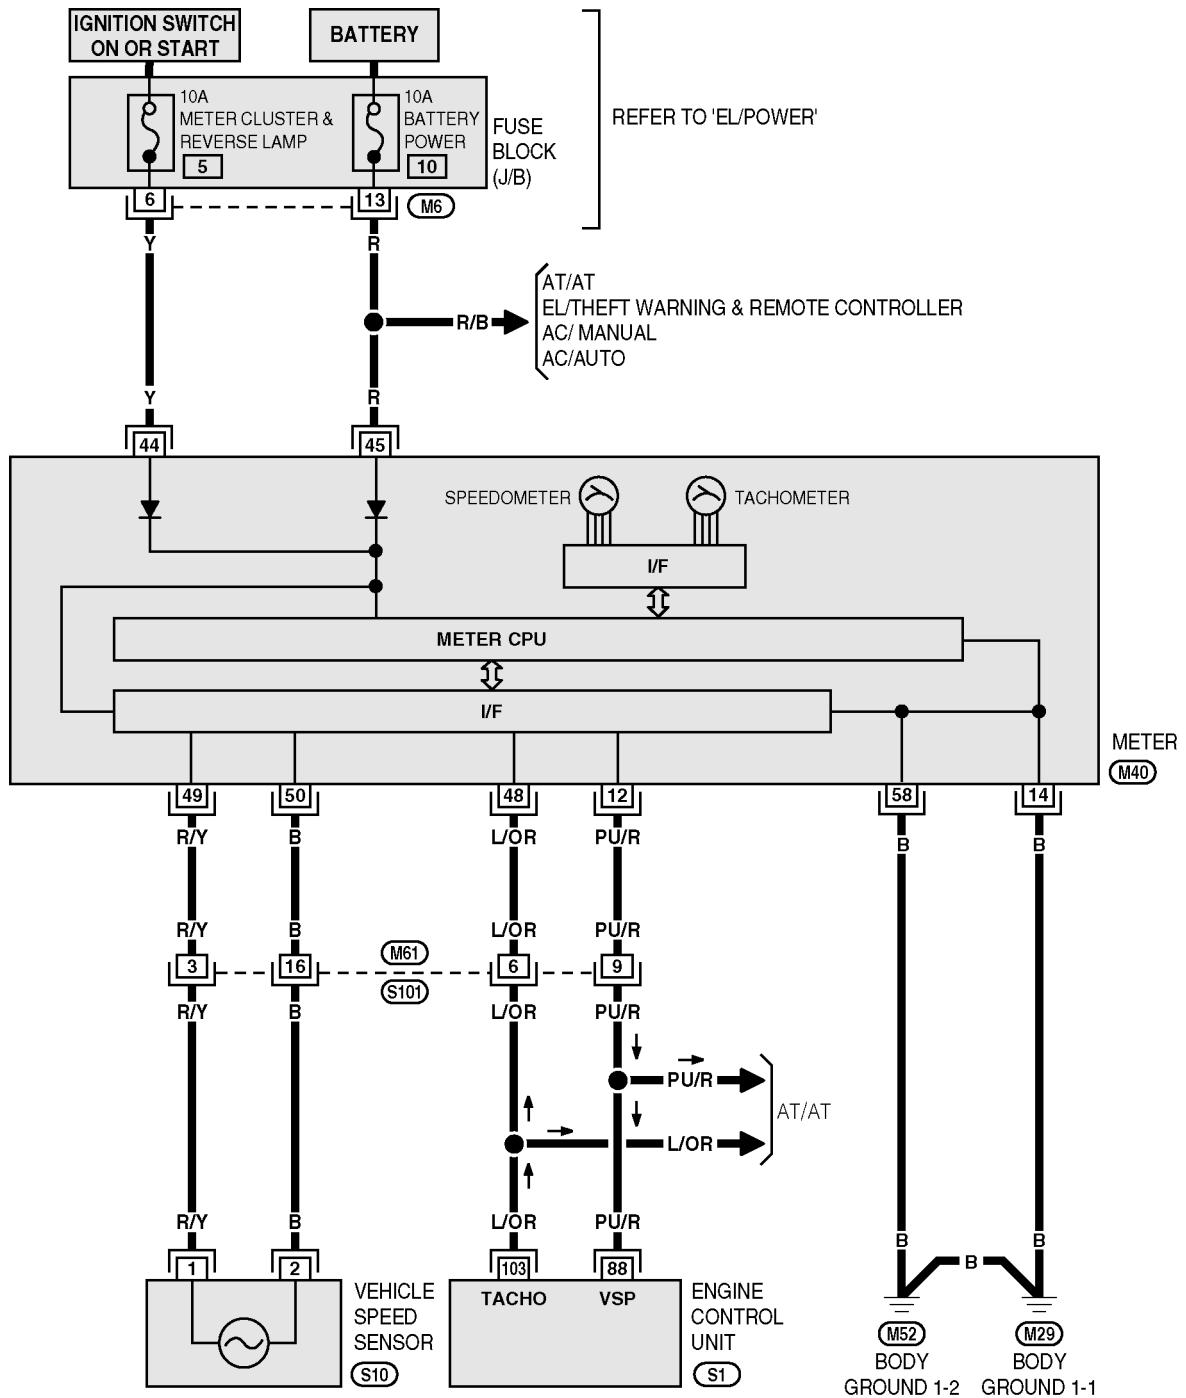 IGNITION SWITCH
ON OR START
BATTERY
10A
METER CLUSTER &
REVERSE LAMP
5
10A
BATTERY
POWER
10
FUSE
BLOCK
(J/B)
REFER TO 'EL/POWER'
6
13
M6
Y
R
AT/AT
EL/THEFT WARNING & REMOTE CONTROLLER
AC/ MANUAL
AC/AUTO
R/B
Y
R
44
45
SPEEDOMETER
TACHOMETER
I/F
METER CPU
I/F
METER
M40
49
50
48
12
58
14
R/Y
B
L/OR
PU/R
B
B
R/Y
B
L/OR
PU/R
M61
3
16
6
9
S101
R/Y
B
L/OR
PU/R
PU/R
AT/AT
L/OR
R/Y
B
L/OR
PU/R
B
B
B
1
2
103
88
TACHO
VSP
VEHICLE
SPEED
SENSOR
S10
ENGINE
CONTROL
UNIT
S1
M52
BODY
GROUND 1-2
M29
BODY
GROUND 1-1